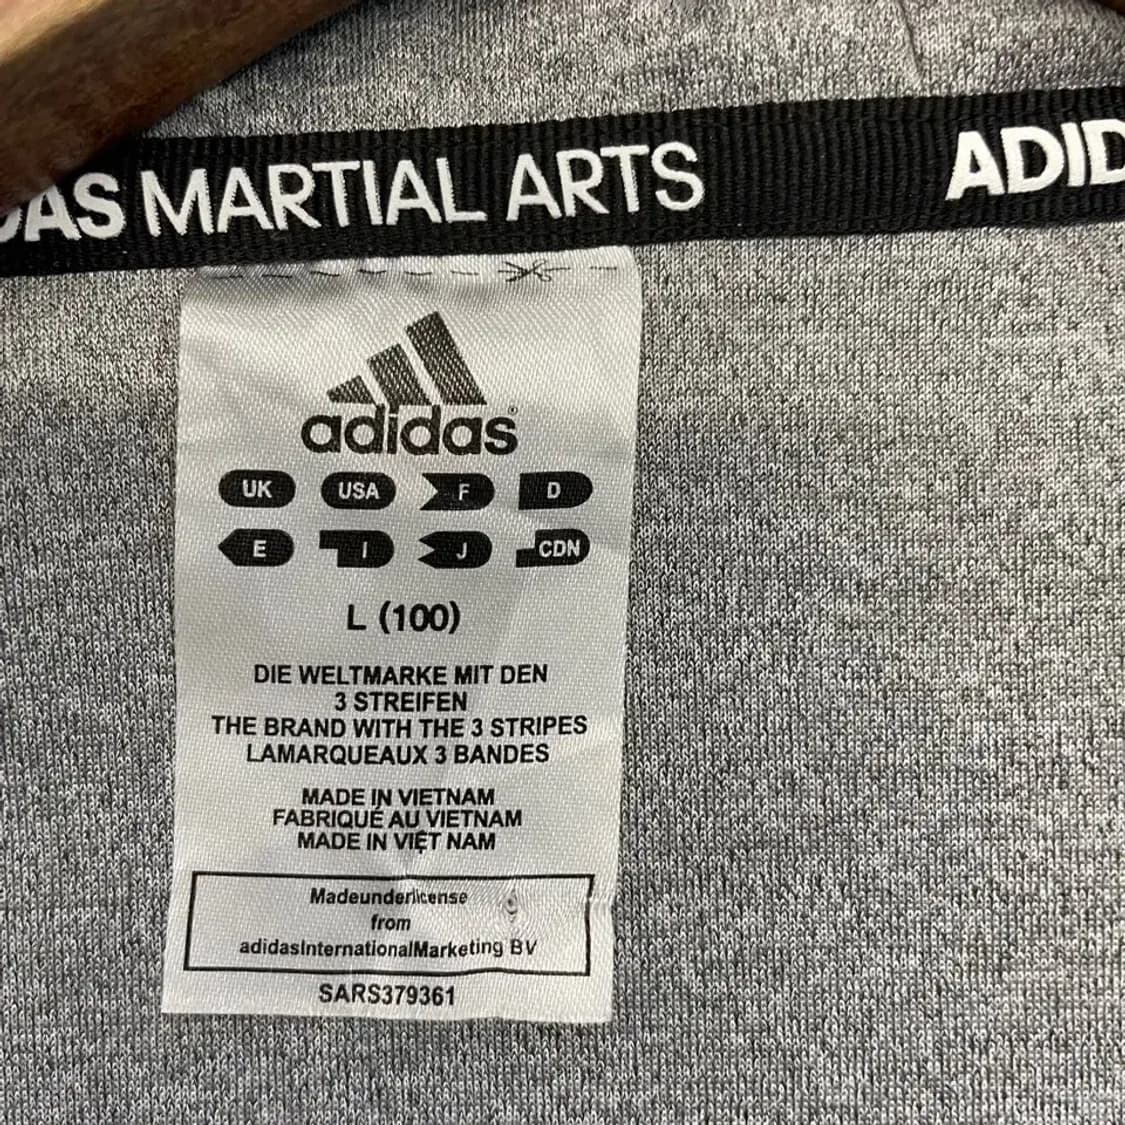 DAS MARTIAL ARTS ADID
adidas®
UK USA F D
E I J CDN
L (100)
DIE WELTMARKE MIT DEN
3 STREIFEN
THE BRAND WITH THE 3 STRIPES
LAMARQUEAUX 3 BANDES
MADE IN VIETNAM
FABRIQUÉ AU VIETNAM
MADE IN VIỆT NAM
Madeunderlicense
from
adidasInternationalMarketing BV
SARS379361